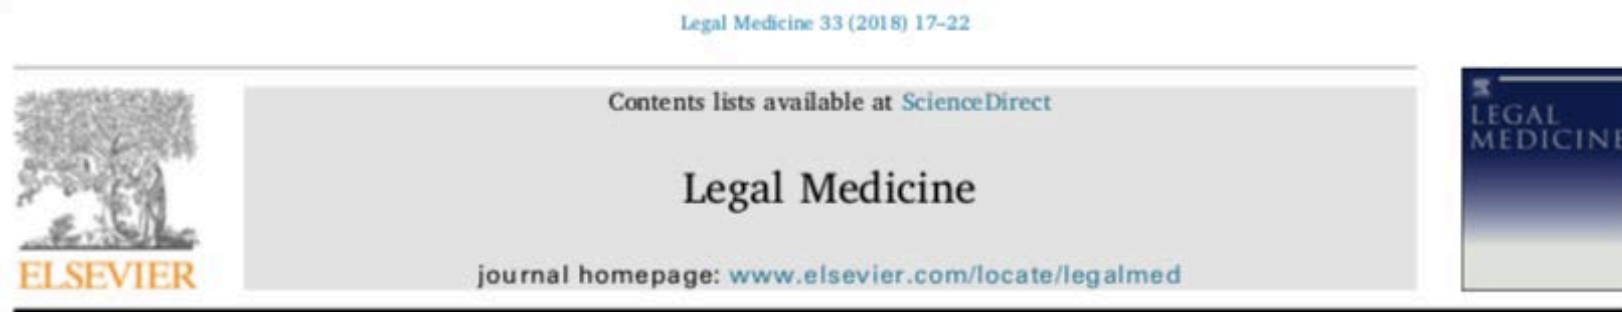 Legal Medicine 33 (2018) 17–22
Contents lists available at ScienceDirect
Legal Medicine
journal homepage: www.elsevier.com/locate/legalmed
ELSEVIER
LEGAL
MEDICINE